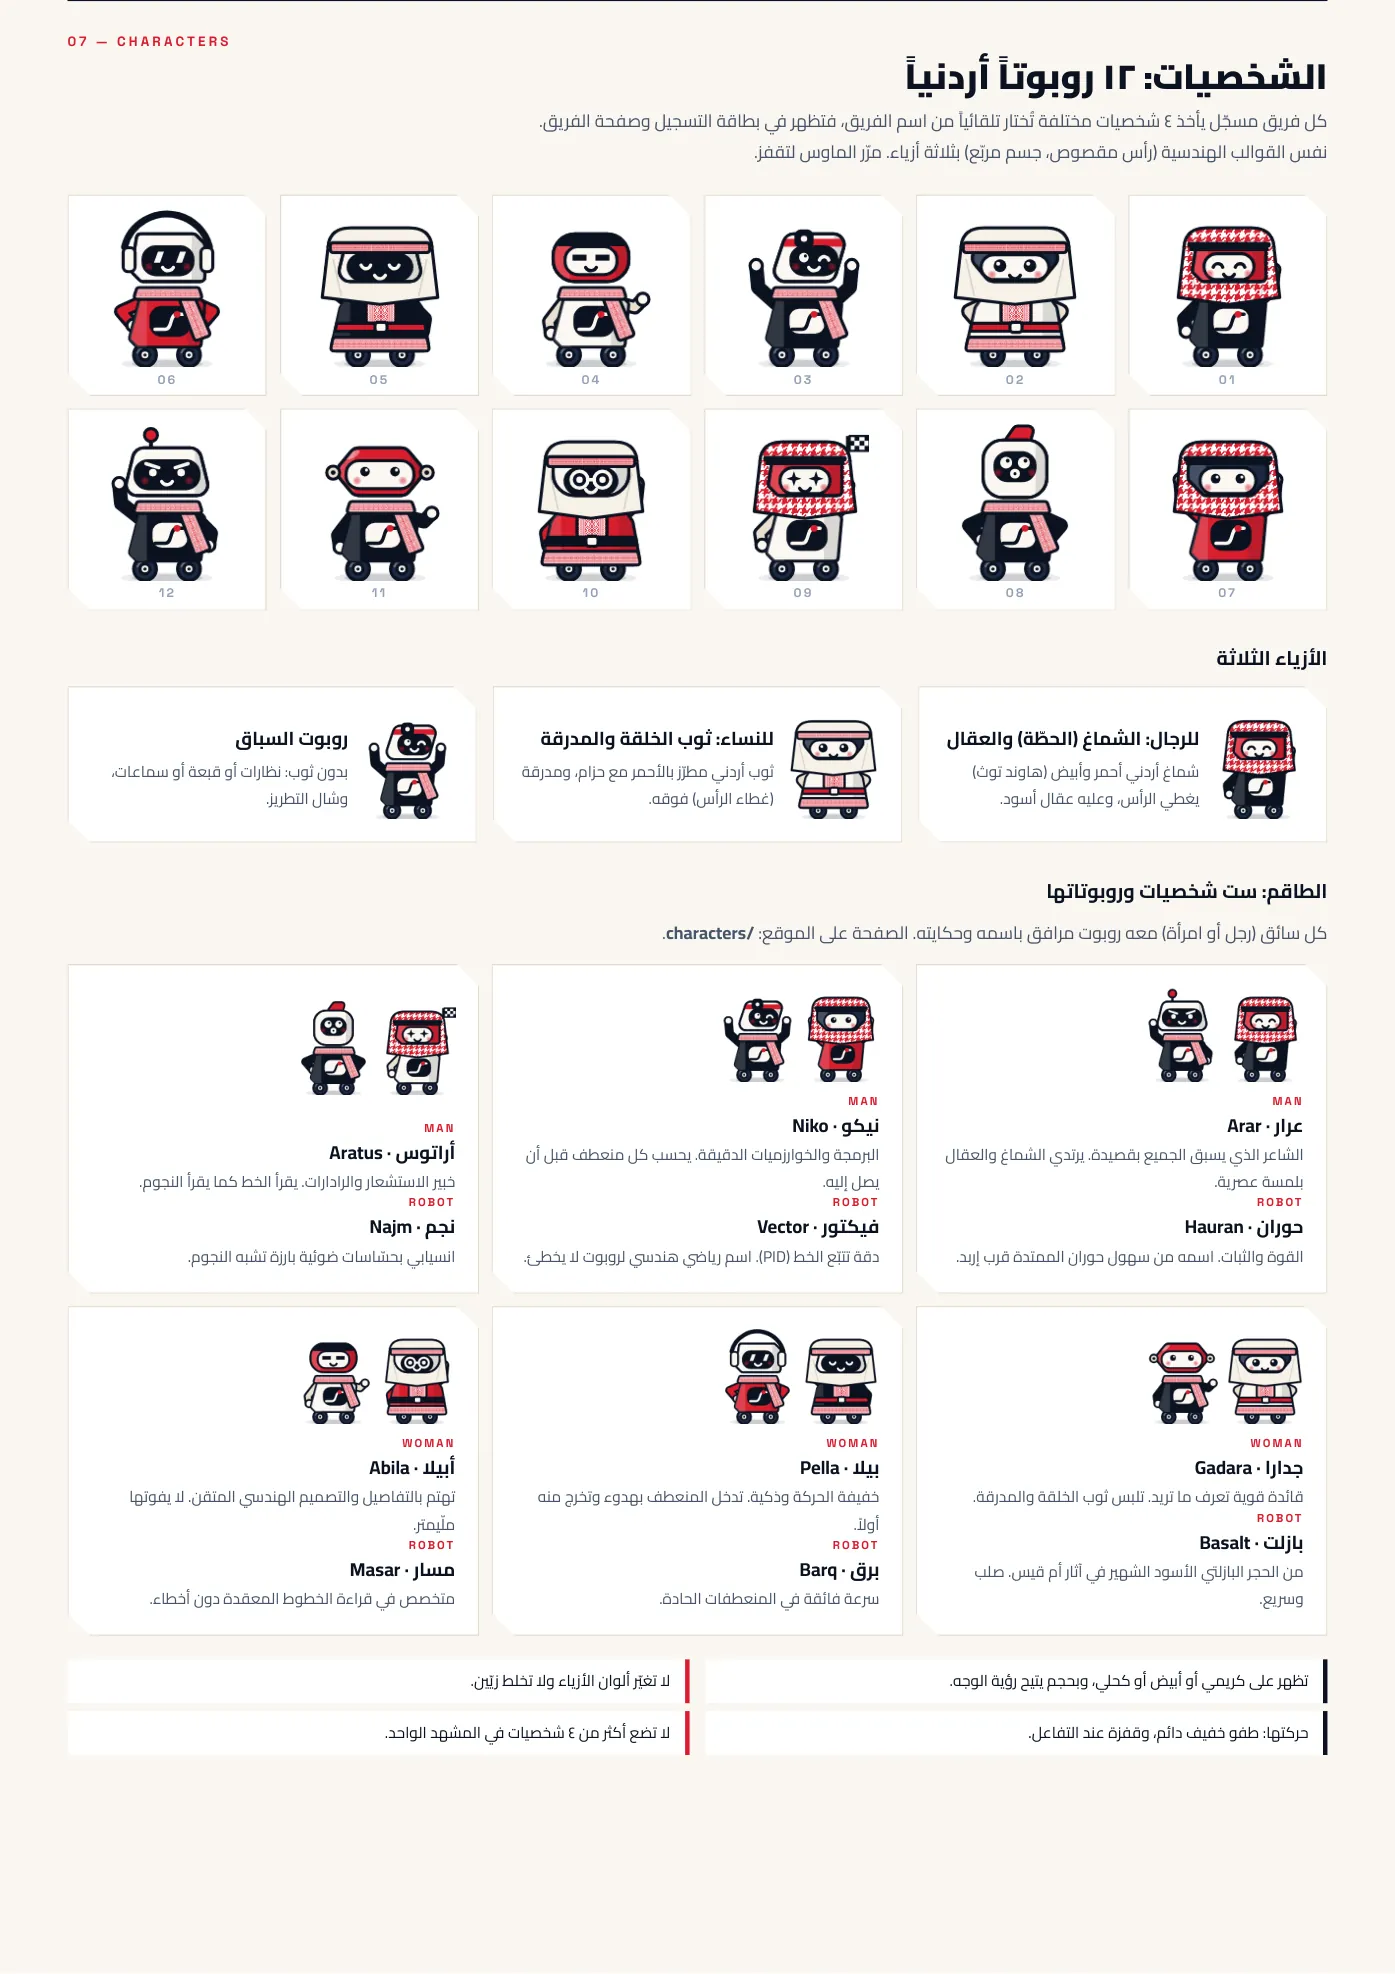 07 — CHARACTERS
الشخصيات: ١٢ روبوتاً أردنياً
كل فريق مسجّل يأخذ ٤ شخصيات مختلفة تُختار تلقائياً من اسم الفريق، فتظهر في بطاقة التسجيل وصفحة الفريق.
نفس القوالب الهندسية (رأس مقصوص، جسم مربّع) بثلاثة أزياء. مرّر الماوس لتقفز.
01
02
03
04
05
06
07
08
09
10
11
12
الأزياء الثلاثة
للرجال: الشماغ (الحطّة) والعقال
شماغ أردني أحمر وأبيض (هاوند توث)
يغطي الرأس، وعليه عقال أسود.
للنساء: ثوب الخلقة والمدرقة
ثوب أردني مطرّز بالأحمر مع حزام، ومدرقة
(غطاء الرأس) فوقه.
روبوت السباق
بدون ثوب: نظارات أو قبعة أو سماعات،
وشال التطريز.
الطاقم: ست شخصيات وروبوتاتها
كل سائق (رجل أو امرأة) معه روبوت مرافق باسمه وحكايته. الصفحة على الموقع: /characters.
MAN
عرار · Arar
الشاعر الذي يسبق الجميع بقصيدة. يرتدي الشماغ والعقال
بلمسة عصرية.
ROBOT
حوران · Hauran
القوة والثبات. اسمه من سهول حوران الممتدة قرب إربد.
MAN
نيكو · Niko
البرمجة والخوارزميات الدقيقة. يحسب كل منعطف قبل أن
يصل إليه.
ROBOT
فيكتور · Vector
دقة تتبّع الخط (PID). اسم رياضي هندسي لروبوت لا يخطئ.
MAN
أراتوس · Aratus
خبير الاستشعار والرادارات. يقرأ الخط كما يقرأ النجوم.
ROBOT
نجم · Najm
انسيابي بحسّاسات ضوئية بارزة تشبه النجوم.
WOMAN
جدارا · Gadara
قائدة قوية تعرف ما تريد. تلبس ثوب الخلقة والمدرقة.
ROBOT
بازلت · Basalt
من الحجر البازلتي الأسود الشهير في آثار أم قيس. صلب
وسريع.
WOMAN
بيلا · Pella
خفيفة الحركة وذكية. تدخل المنعطف بهدوء وتخرج منه
أولاً.
ROBOT
برق · Barq
سرعة فائقة في المنعطفات الحادة.
WOMAN
أبيلا · Abila
تهتم بالتفاصيل والتصميم الهندسي المتقن. لا يفوتها
ملّيمتر.
ROBOT
مسار · Masar
متخصص في قراءة الخطوط المعقدة دون أخطاء.
تظهر على كريمي أو أبيض أو كحلي، وبحجم يتيح رؤية الوجه.
لا تغيّر ألوان الأزياء ولا تخلط زيّين.
حركتها: طفو خفيف دائم، وقفزة عند التفاعل.
لا تضع أكثر من ٤ شخصيات في المشهد الواحد.